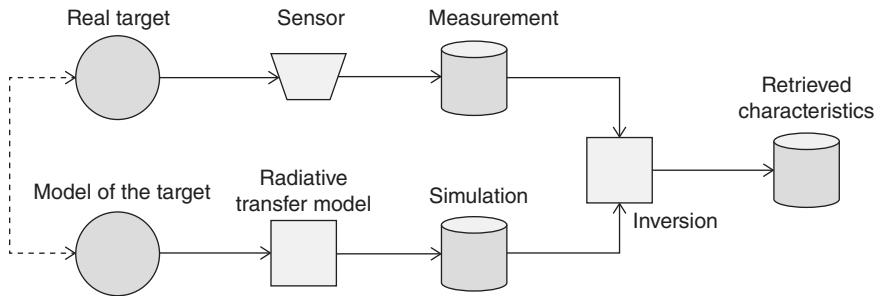 Real target
Sensor
Measurement
Retrieved
characteristics
Model of the target
Radiative
transfer model
Simulation
Inversion